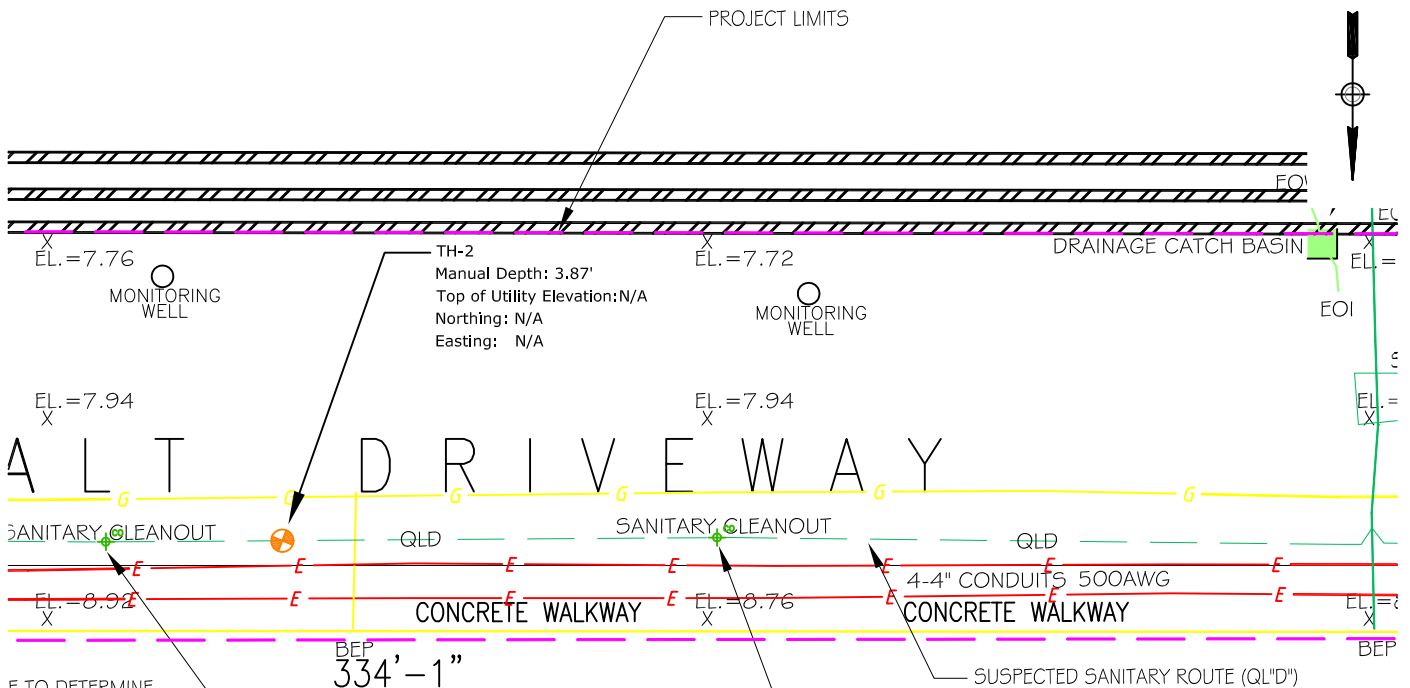 PROJECT LIMITS
DRAINAGE CATCH BASIN
EL.=7.76
TH-2
Manual Depth: 3.87'
Top of Utility Elevation:N/A
Northing: N/A
Easting: N/A
EL.=7.72
EL.=
MONITORING
WELL
MONITORING
WELL
EOI
EL.=7.94
X
EL.=7.94
X
EL.=
X
ALT DRIVEWAY
G G G G G G
SANITARY CLEANOUT
QLD
SANITARY CLEANOUT
QLD
E E E E E E E
4-4" CONDUITS 500AWG
E E E E E E E
EL.=8.92
X
CONCRETE WALKWAY
EL.=8.76
X
CONCRETE WALKWAY
X
BEP
334'-1"
BEP
E TO DETERMINE
SUSPECTED SANITARY ROUTE (QL"D")